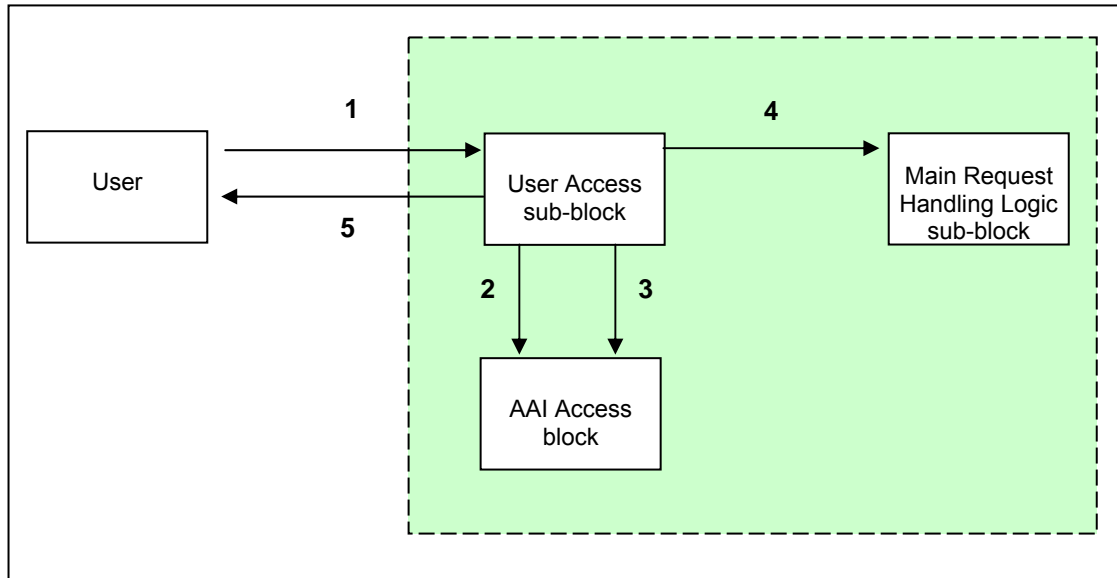 1
4
User
User Access
sub-block
Main Request
Handling Logic
sub-block
5
2
3
AAI Access
block